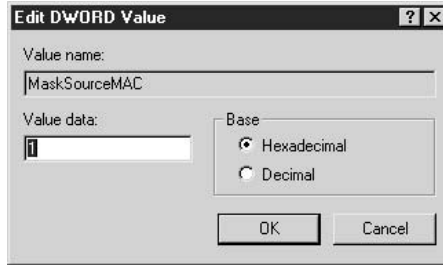 Edit DWORD Value
Value name:
MaskSourceMAC
Value data:
1
Base
Hexadecimal
Decimal
OK
Cancel